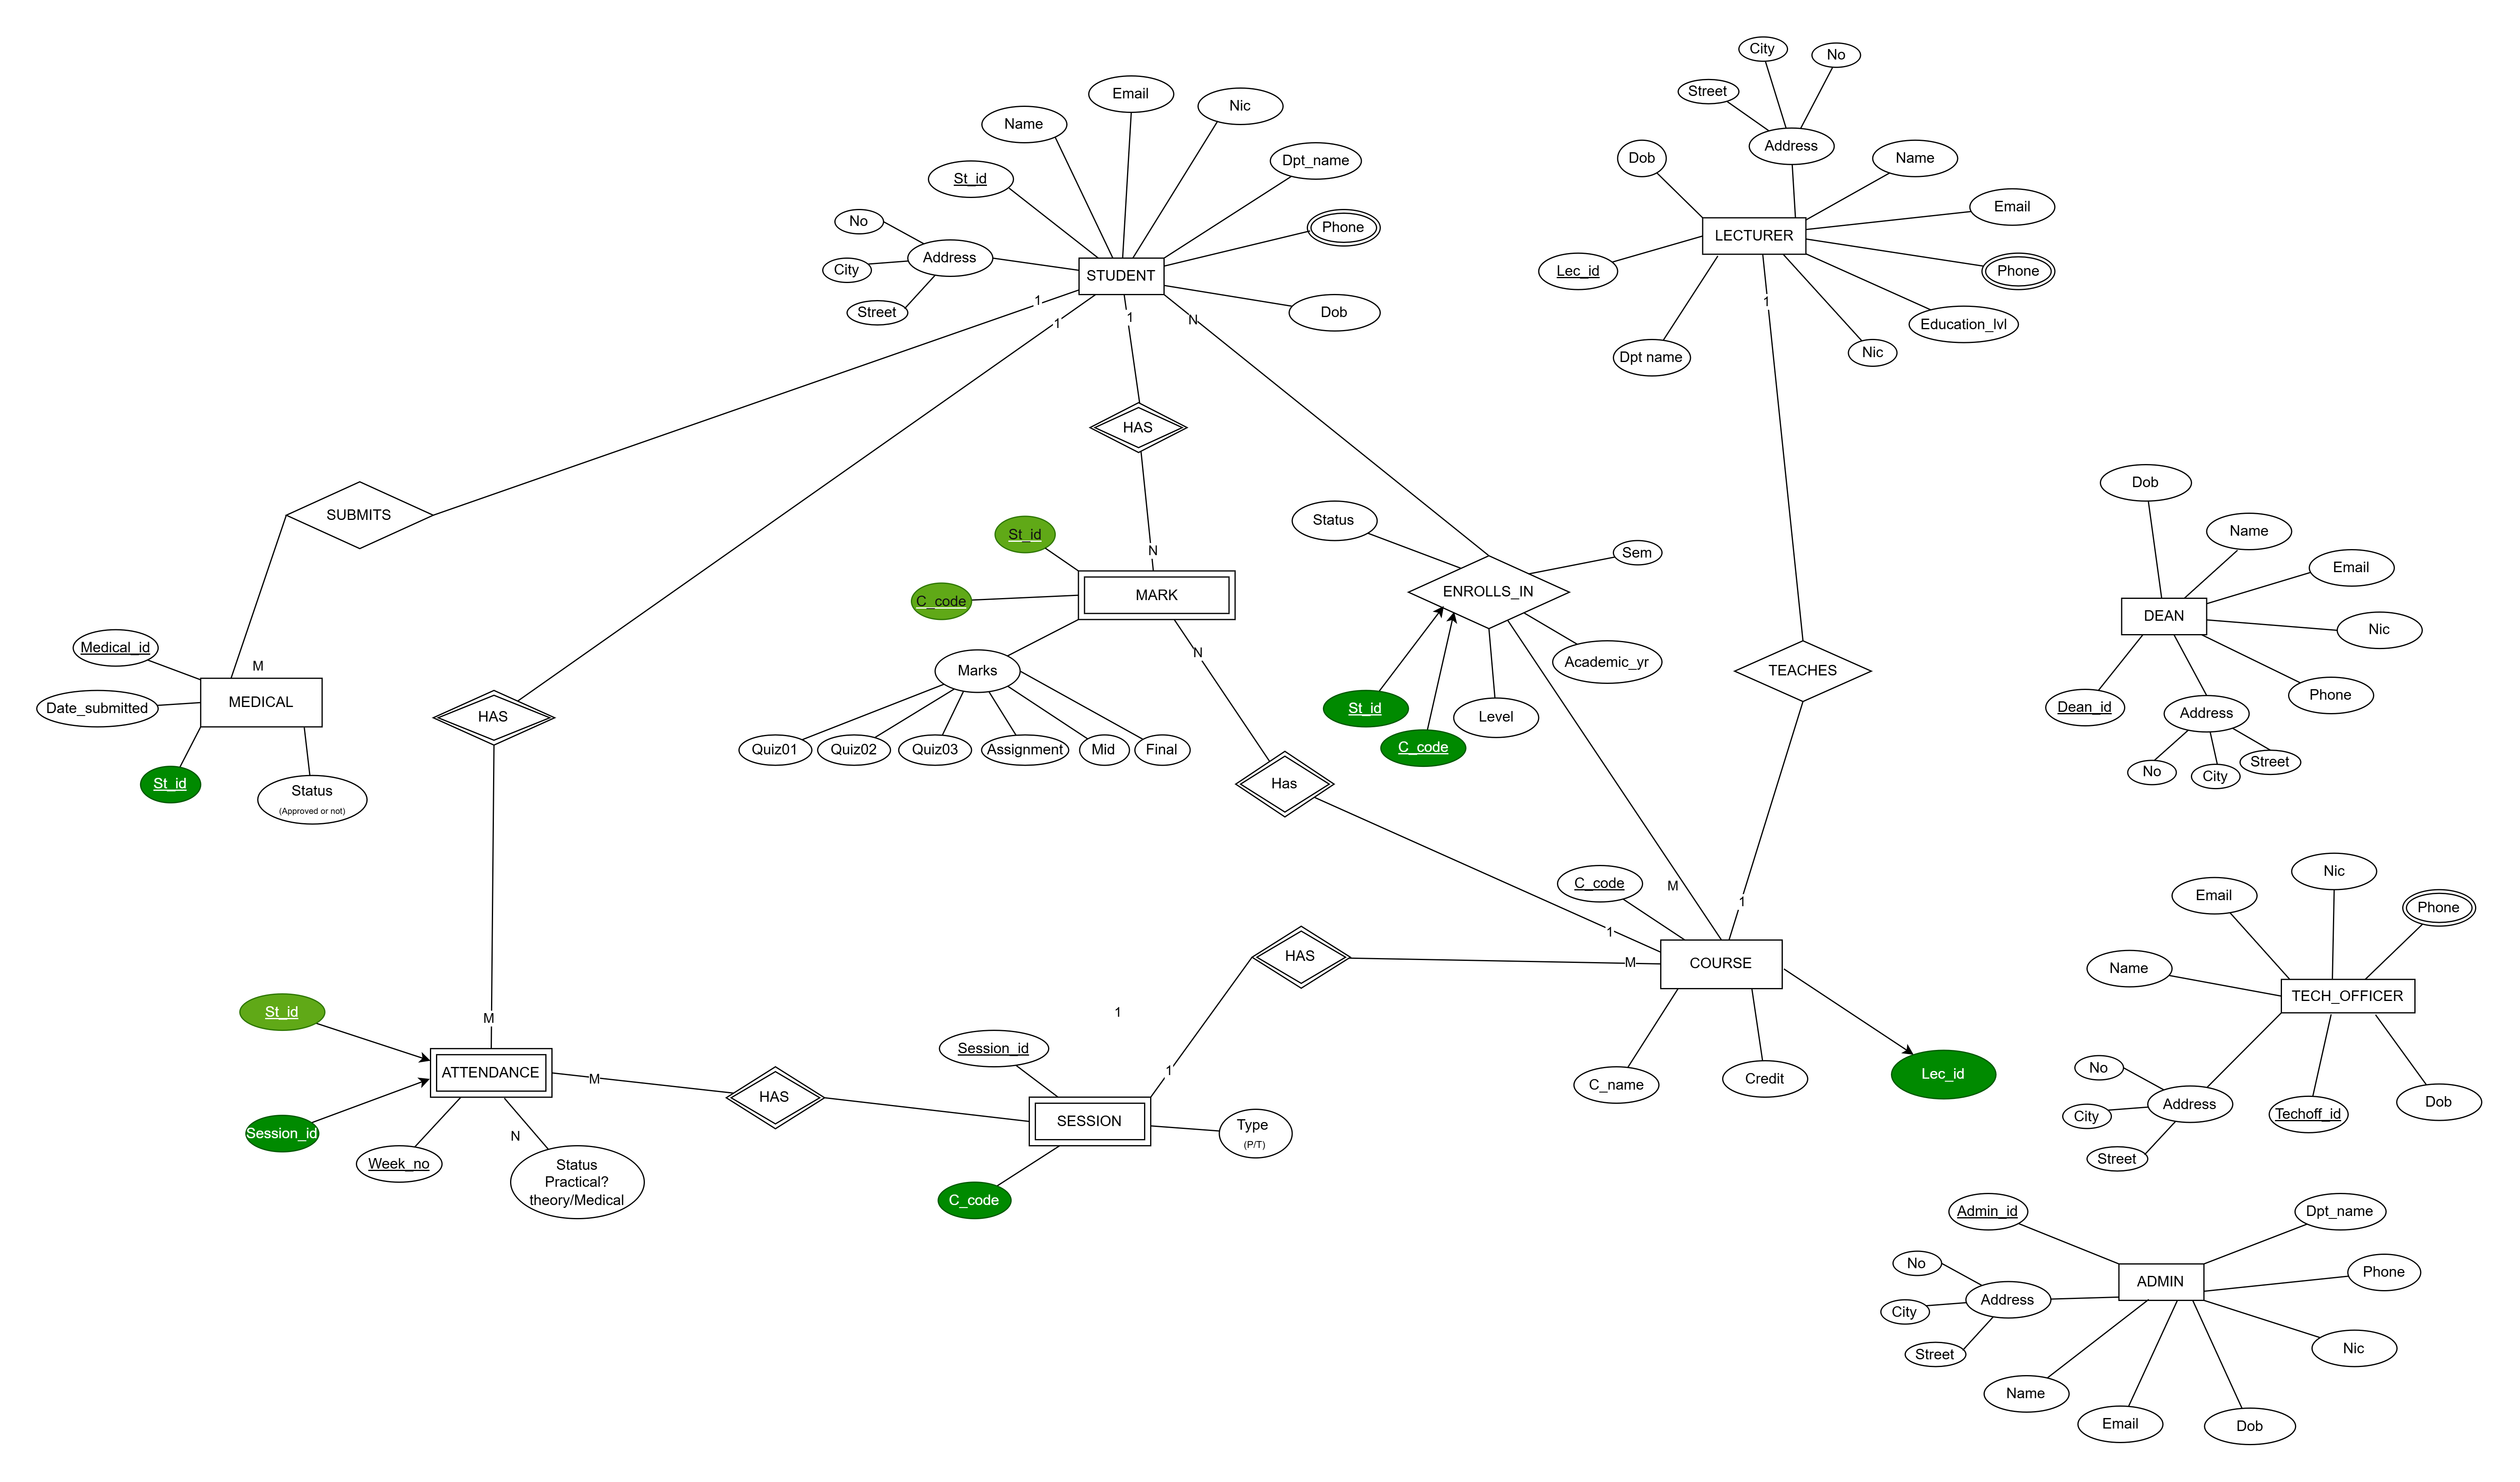 City
No
Street
Address
Dob
Name
Email
LECTURER
Lec_id
Phone
1
Education_lvl
Dpt name
Nic
Email
Name
Nic
Dpt_name
St_id
No
Phone
Address
City
STUDENT
Street
Dob
1
1
1
N
HAS
SUBMITS
N
St_id
C_code
MARK
N
Marks
Quiz01
Quiz02
Quiz03
Assignment
Mid
Final
Status
Sem
ENROLLS_IN
Academic_yr
St_id
Level
C_code
TEACHES
Dob
Name
Email
DEAN
Nic
Dean_id
Address
Phone
No
City
Street
M
Medical_id
MEDICAL
Date_submitted
St_id
Status
(Approved or not)
HAS
Has
C_code
M
1
1
HAS
M
COURSE
C_name
Credit
Lec_id
Nic
Email
Phone
Name
TECH_OFFICER
No
Address
City
Techoff_id
Dob
Street
St_id
M
1
ATTENDANCE
M
HAS
Session_id
Week_no
N
Status
Practical?
theory/Medical
Session_id
1
SESSION
Type
(P/T)
C_code
Admin_id
Dpt_name
No
Phone
ADMIN
Address
City
Street
Nic
Name
Email
Dob